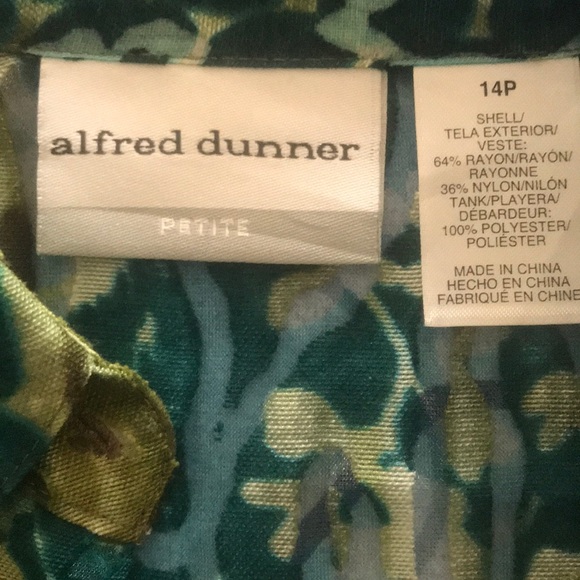 alfred dunner
PETITE
14P
SHELL/
TELA EXTERIOR/
VESTE:
64% RAYON/RAYÓN/
RAYONNE
36% NYLON/NILÓN
TANK/PLAYERA/
DÉBARDEUR:
100% POLYESTER/
POLIÉSTER
MADE IN CHINA
HECHO EN CHINA
FABRIQUÉ EN CHINE